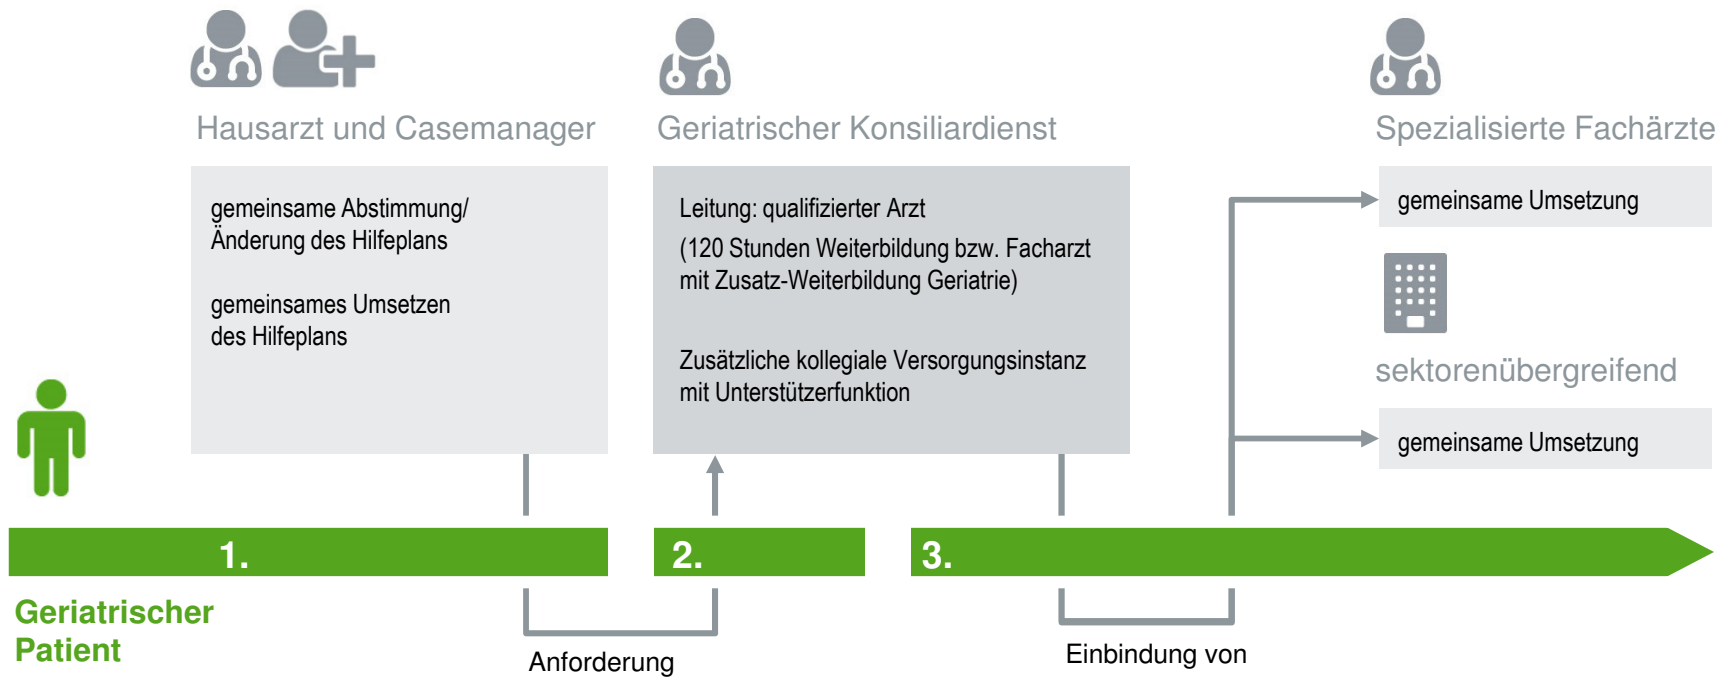 Hausarzt und Casemanager
gemeinsame Abstimmung/
Änderung des Hilfeplans
gemeinsames Umsetzen
des Hilfeplans
Geriatrischer Konsiliardienst
Leitung: qualifizierter Arzt
(120 Stunden Weiterbildung bzw. Facharzt
mit Zusatz-Weiterbildung Geriatrie)
Zusätzliche kollegiale Versorgungsinstanz
mit Unterstützerfunktion
Spezialisierte Fachärzte
gemeinsame Umsetzung
sektorenübergreifend
gemeinsame Umsetzung
1.
2.
3.
Geriatrischer
Patient
Anforderung
Einbindung von